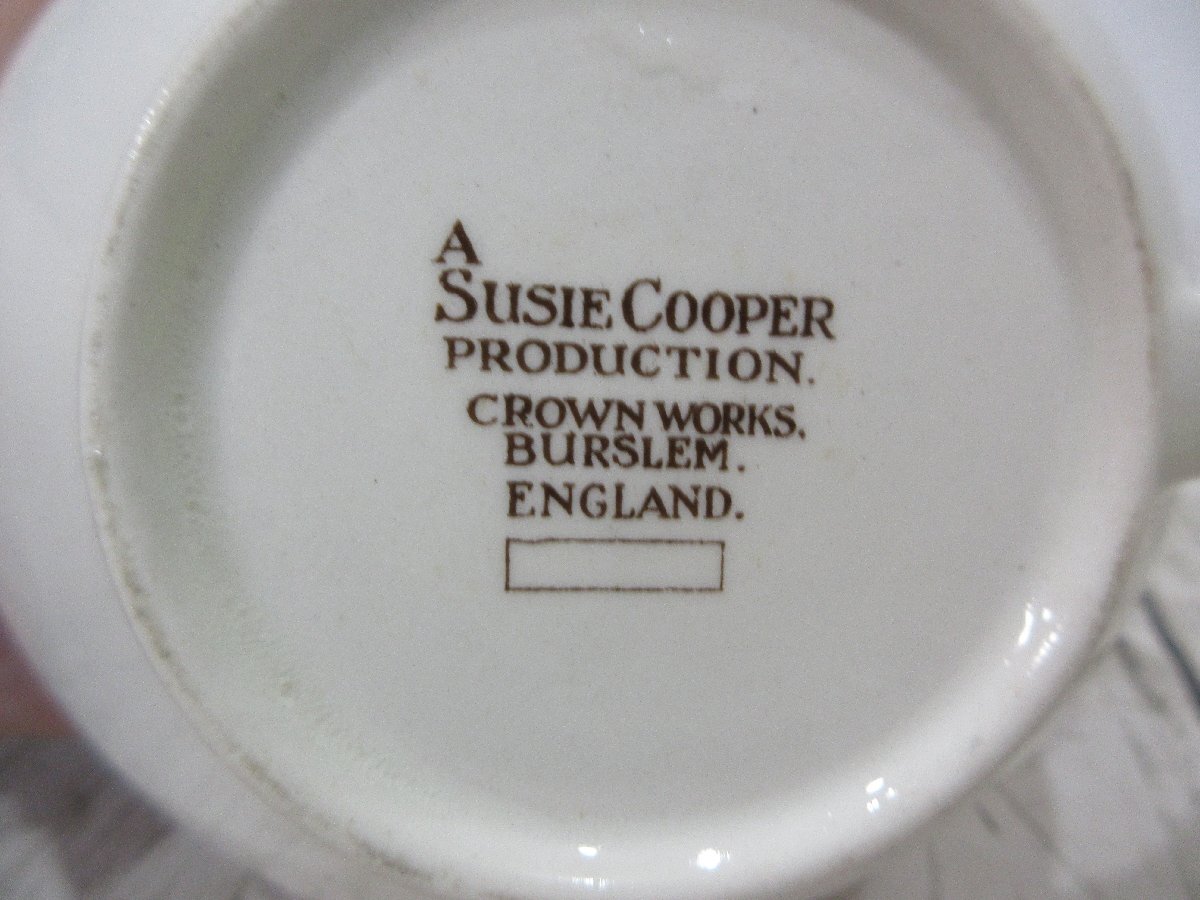 A
SUSIE COOPER
PRODUCTION.
CROWN WORKS.
BURSLEM.
ENGLAND.